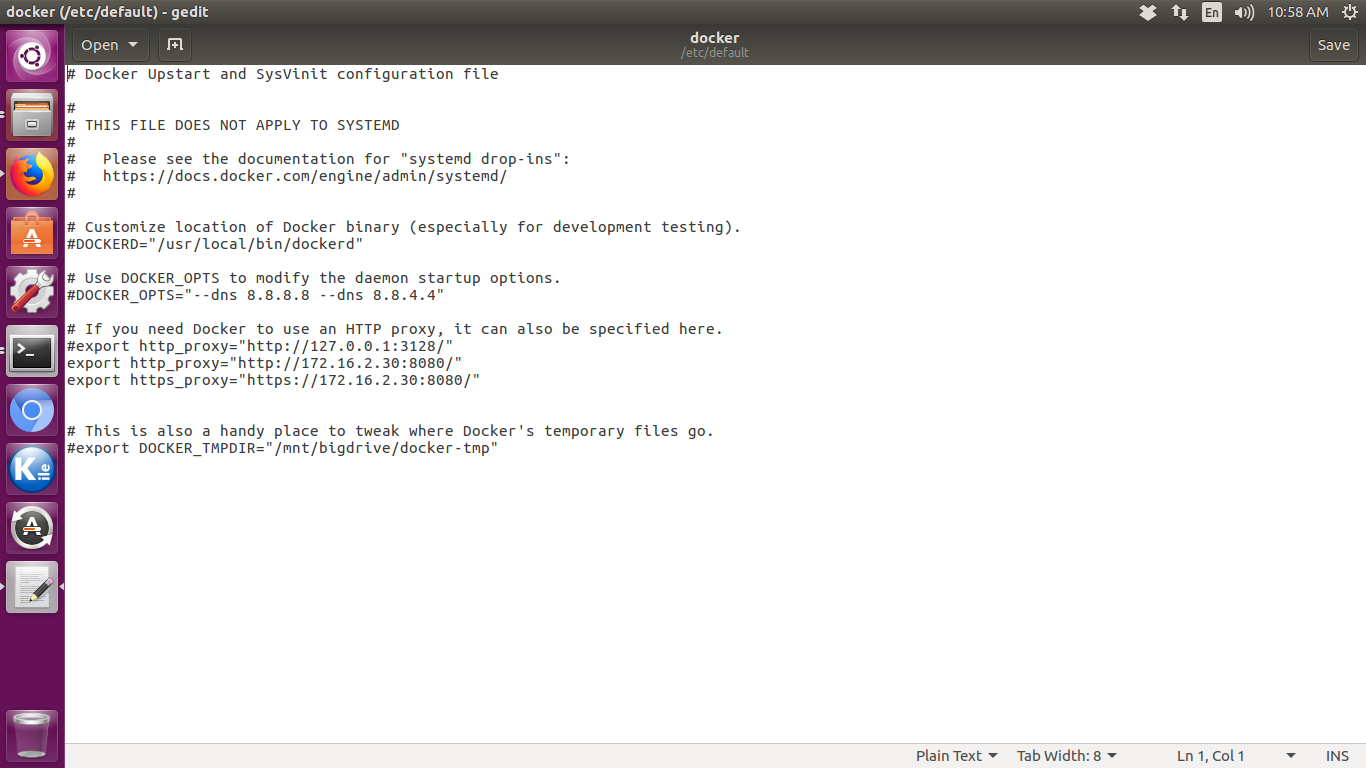 docker (/etc/default) - gedit
En
10:58 AM
Open
docker
/etc/default
Save
# Docker Upstart and SysVinit configuration file
#
# THIS FILE DOES NOT APPLY TO SYSTEMD
#
#   Please see the documentation for "systemd drop-ins":
#   https://docs.docker.com/engine/admin/systemd/
#
# Customize location of Docker binary (especially for development testing).
#DOCKERD="/usr/local/bin/dockerd"
# Use DOCKER_OPTS to modify the daemon startup options.
#DOCKER_OPTS="--dns 8.8.8.8 --dns 8.8.4.4"
# If you need Docker to use an HTTP proxy, it can also be specified here.
#export http_proxy="http://127.0.0.1:3128/"
export http_proxy="http://172.16.2.30:8080/"
export https_proxy="https://172.16.2.30:8080/"
# This is also a handy place to tweak where Docker's temporary files go.
#export DOCKER_TMPDIR="/mnt/bigdrive/docker-tmp"
Kile
Plain Text
Tab Width: 8
Ln 1, Col 1
INS